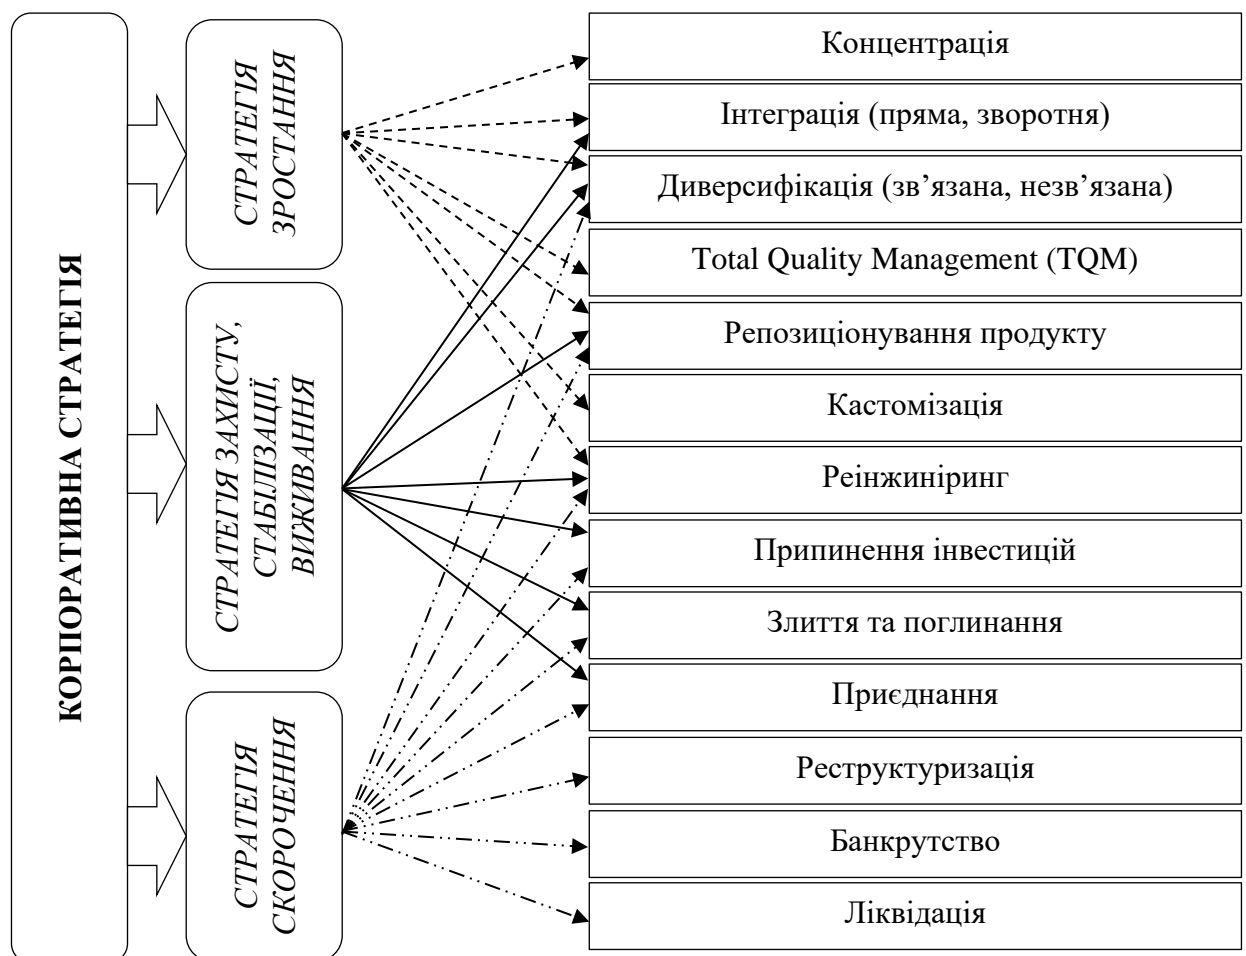 КОРПОРАТИВНА СТРАТЕГІЯ
СТРАТЕГІЯ
ЗРОСТАННЯ
СТРАТЕГІЯ ЗАХИСТУ,
СТАБІЛІЗАЦІЇ,
ВИЖИВАННЯ
СТРАТЕГІЯ
СКОРОЧЕННЯ
Концентрація
Інтеграція (пряма, зворотня)
Диверсифікація (зв’язана, незв’язана)
Total Quality Management (TQM)
Репозиціонування продукту
Кастомізація
Реінжиніринг
Припинення інвестицій
Злиття та поглинання
Приєднання
Реструктуризація
Банкрутство
Ліквідація